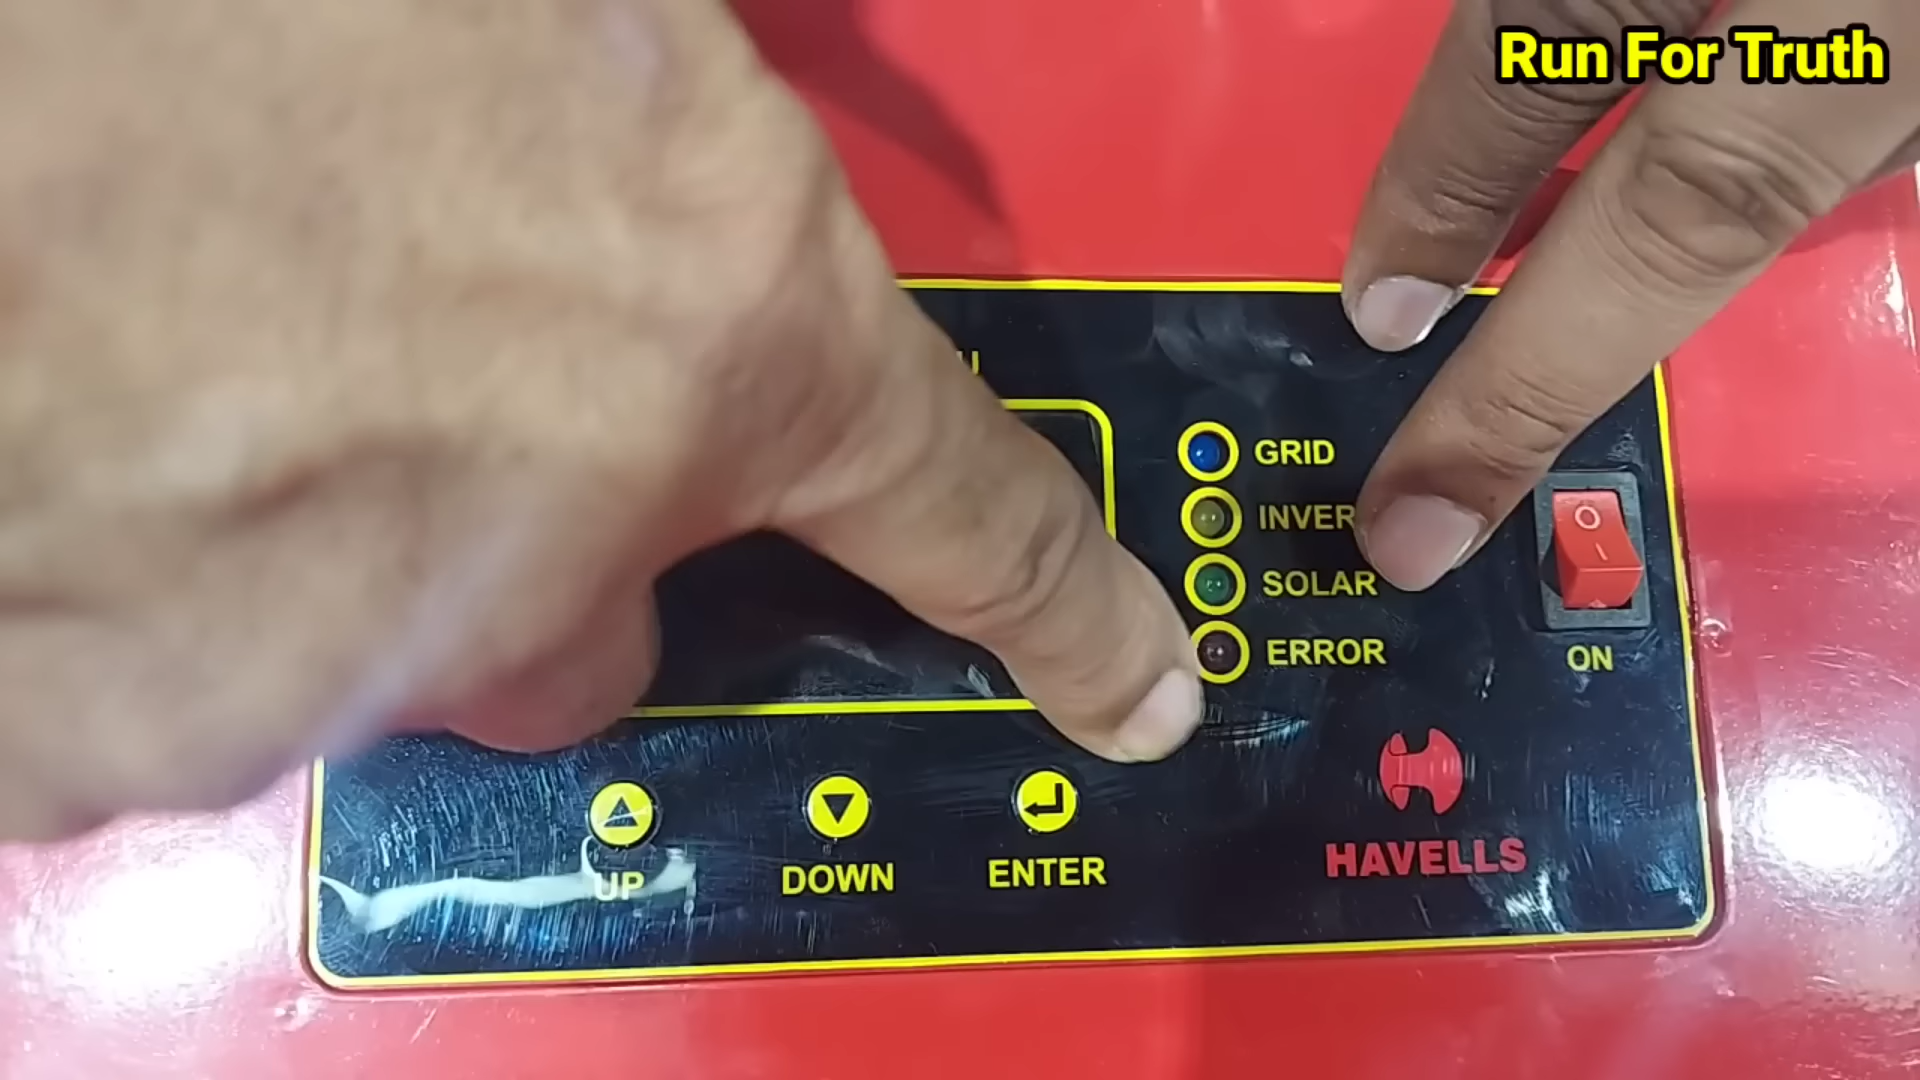 Run For Truth
GRID
INVER
SOLAR
ERROR
O
I
ON
UP
DOWN
ENTER
HAVELLS